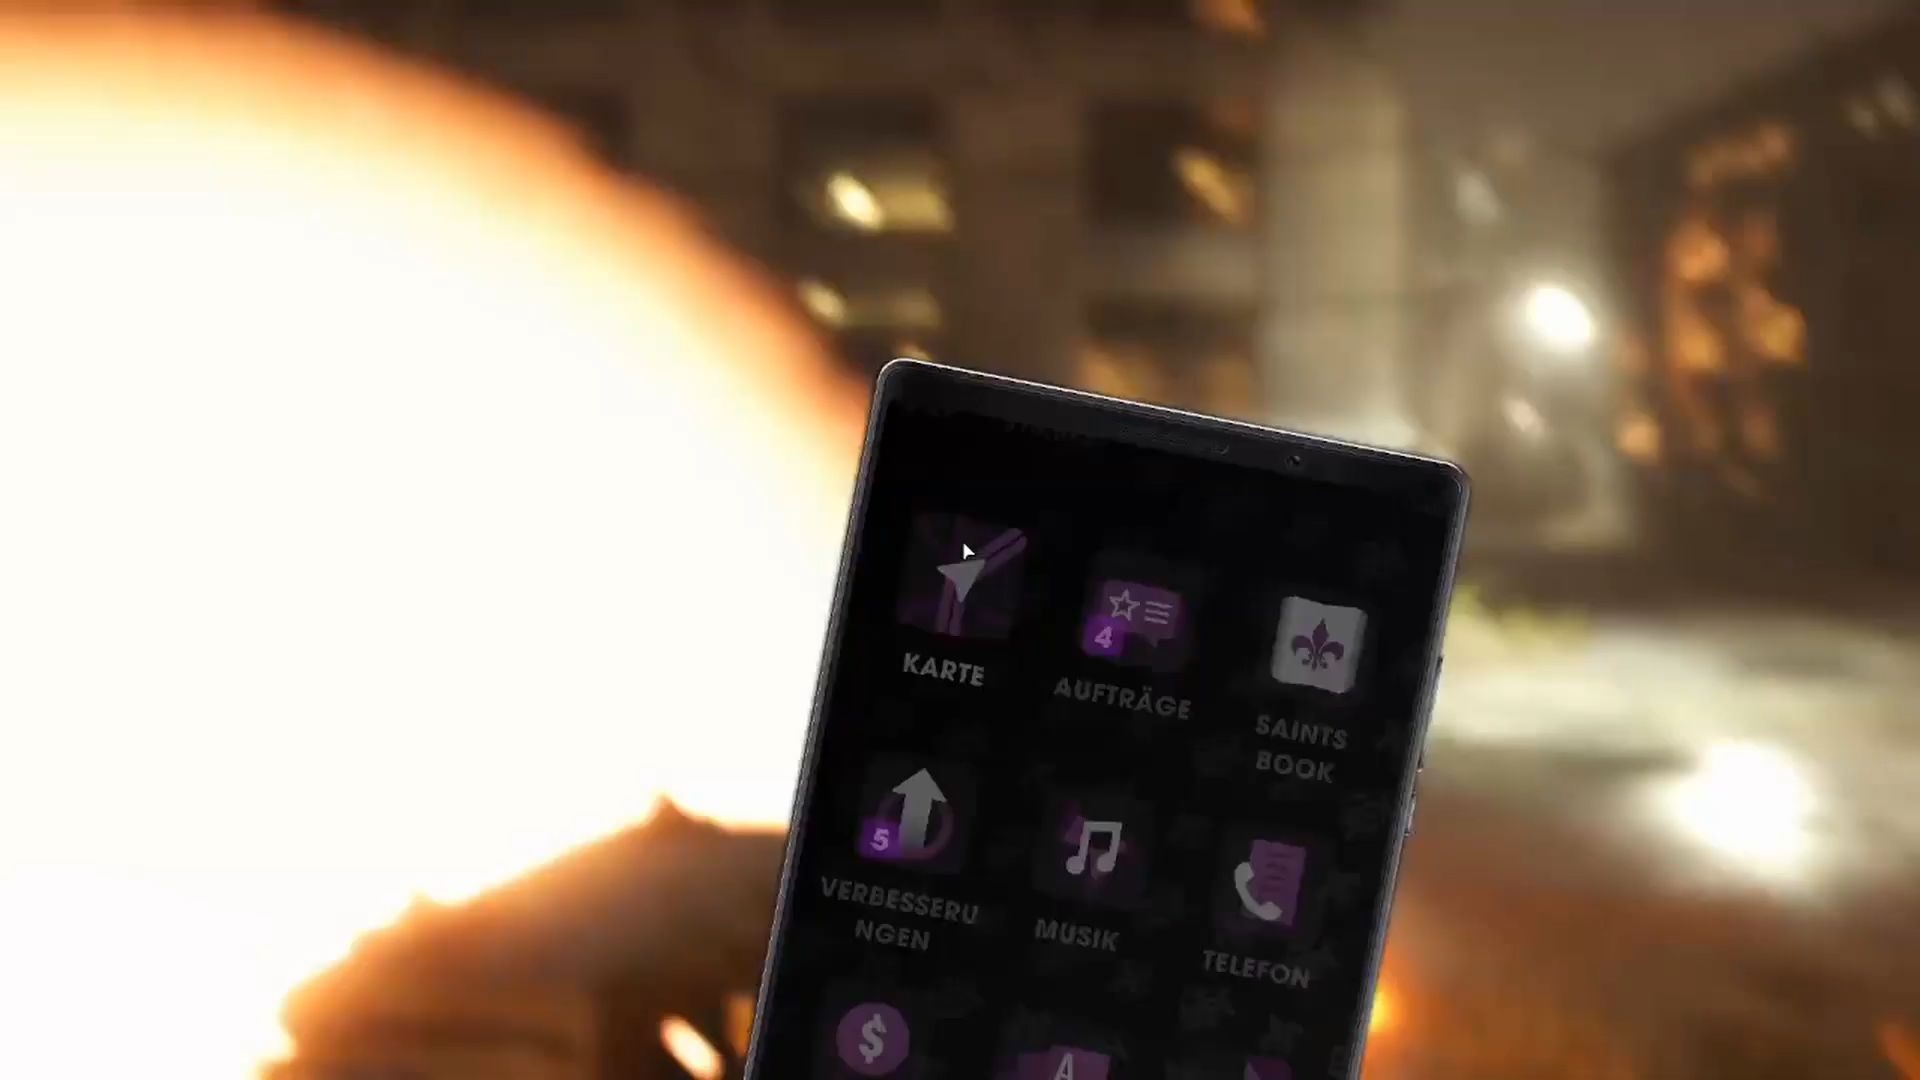 KARTE
4
AUFTRÄGE
SAINTS
BOOK
5
VERBESSERU
NGEN
MUSIK
TELEFON
$
A